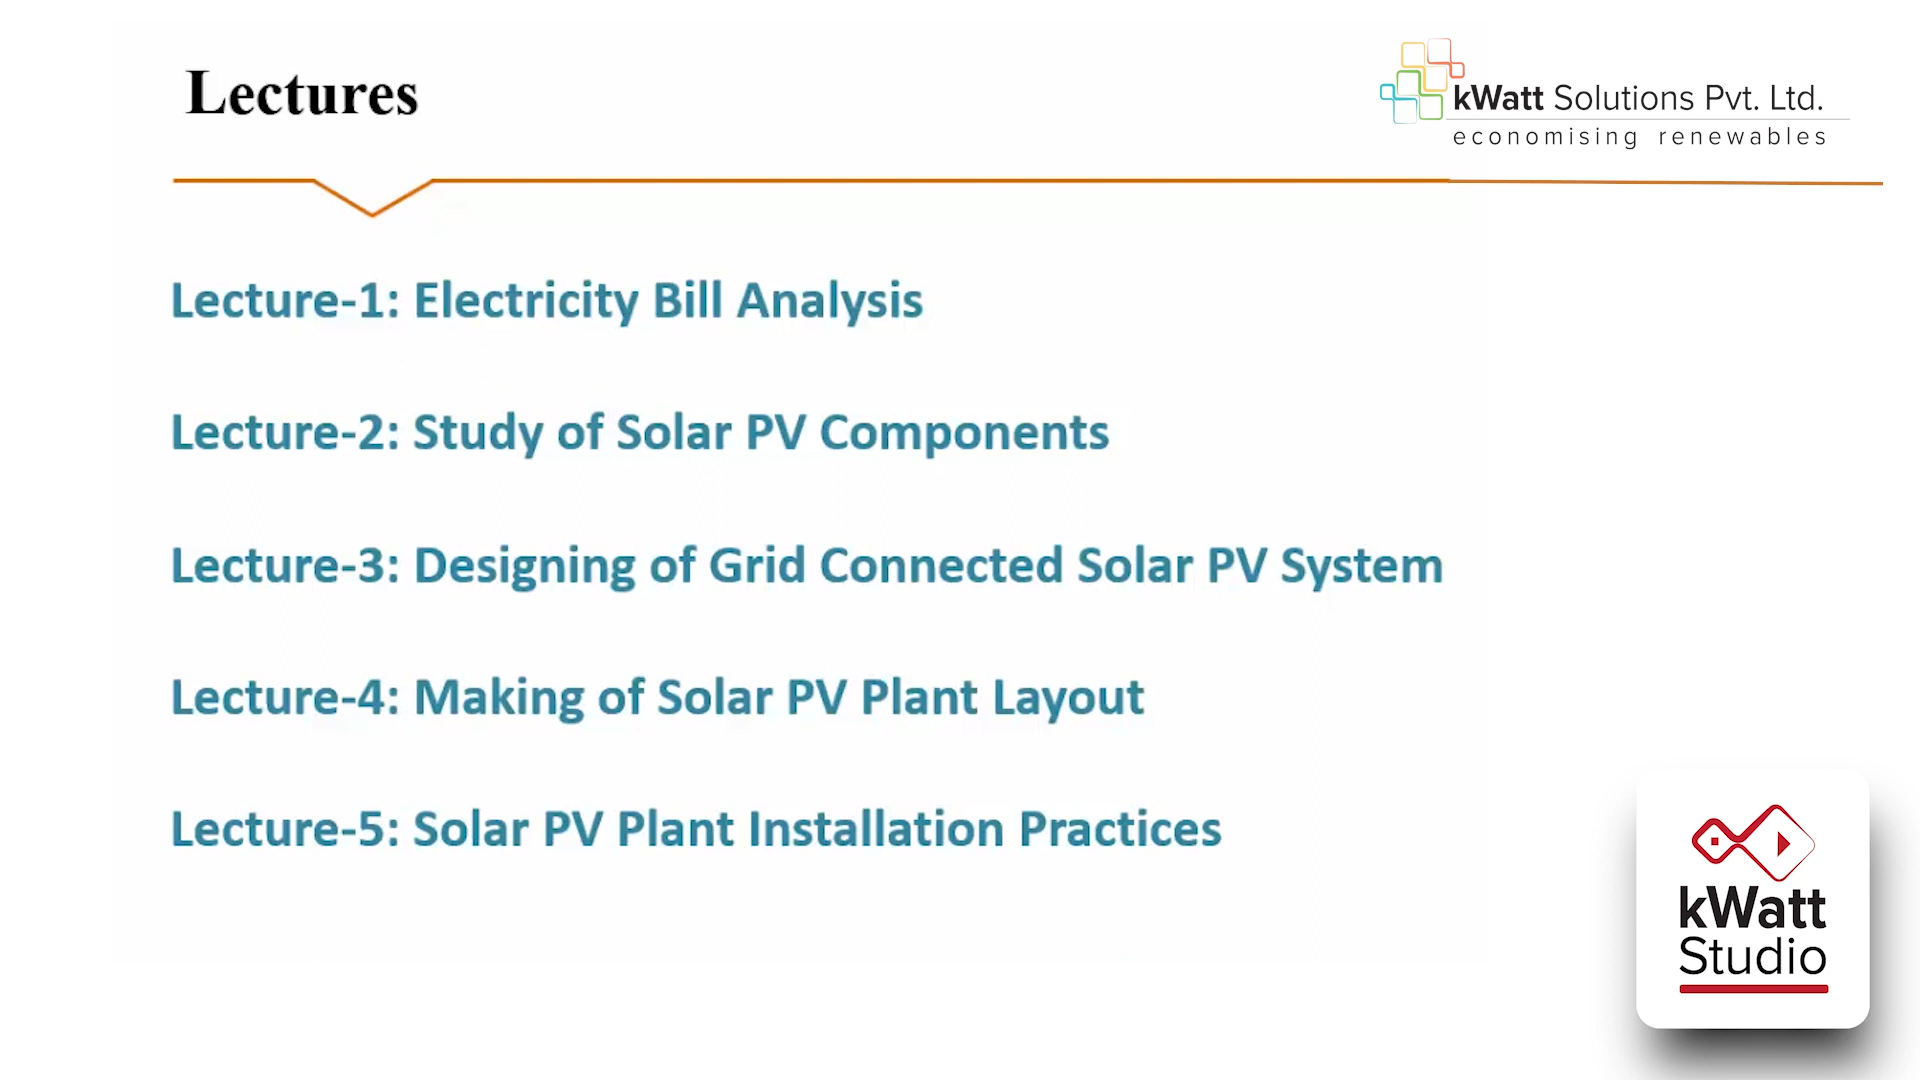 Lectures
kWatt Solutions Pvt. Ltd.
economising renewables
Lecture-1: Electricity Bill Analysis
Lecture-2: Study of Solar PV Components
Lecture-3: Designing of Grid Connected Solar PV System
Lecture-4: Making of Solar PV Plant Layout
Lecture-5: Solar PV Plant Installation Practices
kWatt
Studio